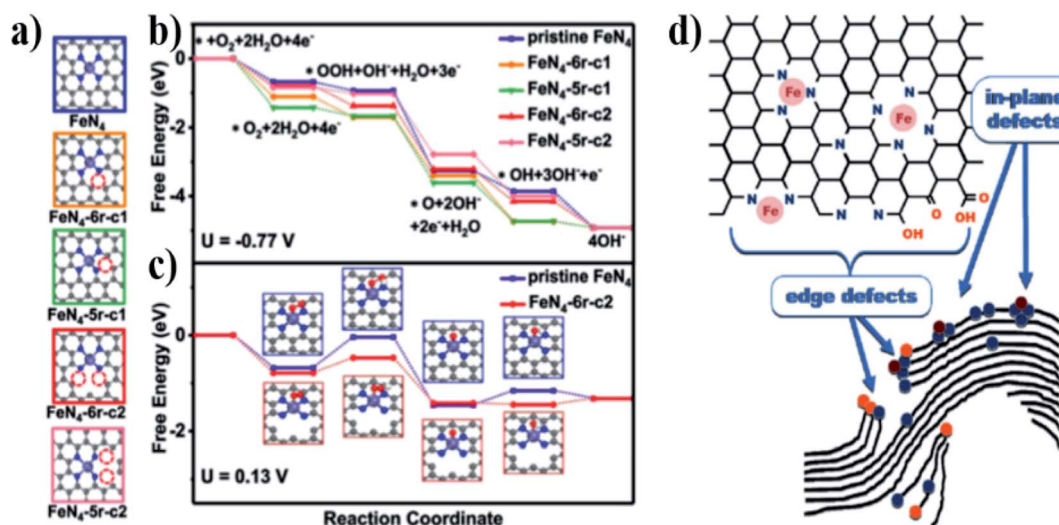 a)
FeN₄
FeN₄-6r-c1
FeN₄-5r-c1
FeN₄-6r-c2
FeN₄-5r-c2
b)
Free Energy (eV)
0
-2
-4
* +O₂+2H₂O+4e⁻
* OOH+OH⁻+H₂O+3e⁻
* O₂+2H₂O+4e⁻
* O+2OH⁻
+2e⁻+H₂O
* OH+3OH⁻+e⁻
4OH⁻
pristine FeN₄
FeN₄-6r-c1
FeN₄-5r-c1
FeN₄-6r-c2
FeN₄-5r-c2
U = -0.77 V
c)
Free Energy (eV)
0
-2
pristine FeN₄
FeN₄-6r-c2
U = 0.13 V
Reaction Coordinate
d)
N
Fe
N
N
N
N
N
Fe
N
N
N
N
Fe
N
N
OH
O
OH
O
in-plane
defects
edge defects